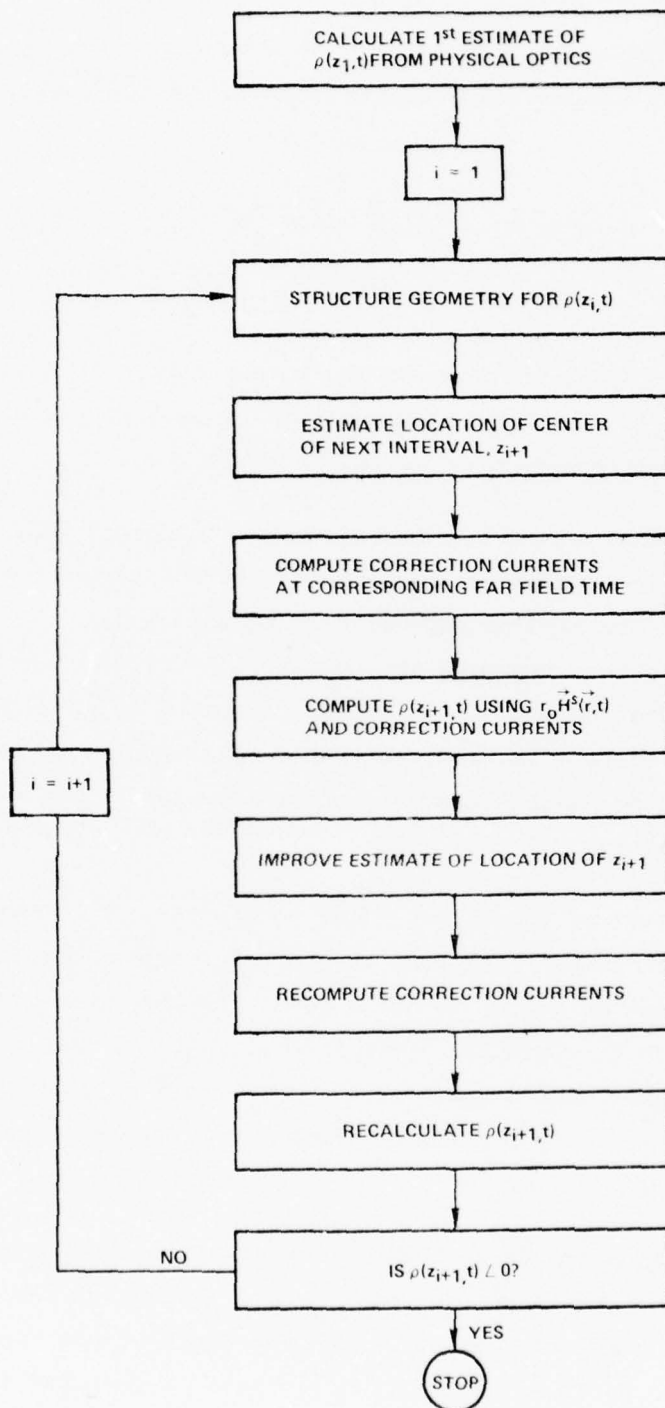 CALCULATE 1st ESTIMATE OF
ρ(z1,t) FROM PHYSICAL OPTICS
i = 1
STRUCTURE GEOMETRY FOR ρ(zi,t)
ESTIMATE LOCATION OF CENTER
OF NEXT INTERVAL, zi+1
COMPUTE CORRECTION CURRENTS
AT CORRESPONDING FAR FIELD TIME
COMPUTE ρ(zi+1,t) USING r0H⃗s(r⃗,t)
AND CORRECTION CURRENTS
i = i+1
IMPROVE ESTIMATE OF LOCATION OF zi+1
RECOMPUTE CORRECTION CURRENTS
RECALCULATE ρ(zi+1,t)
NO
IS ρ(zi+1,t) ∠ 0?
YES
STOP